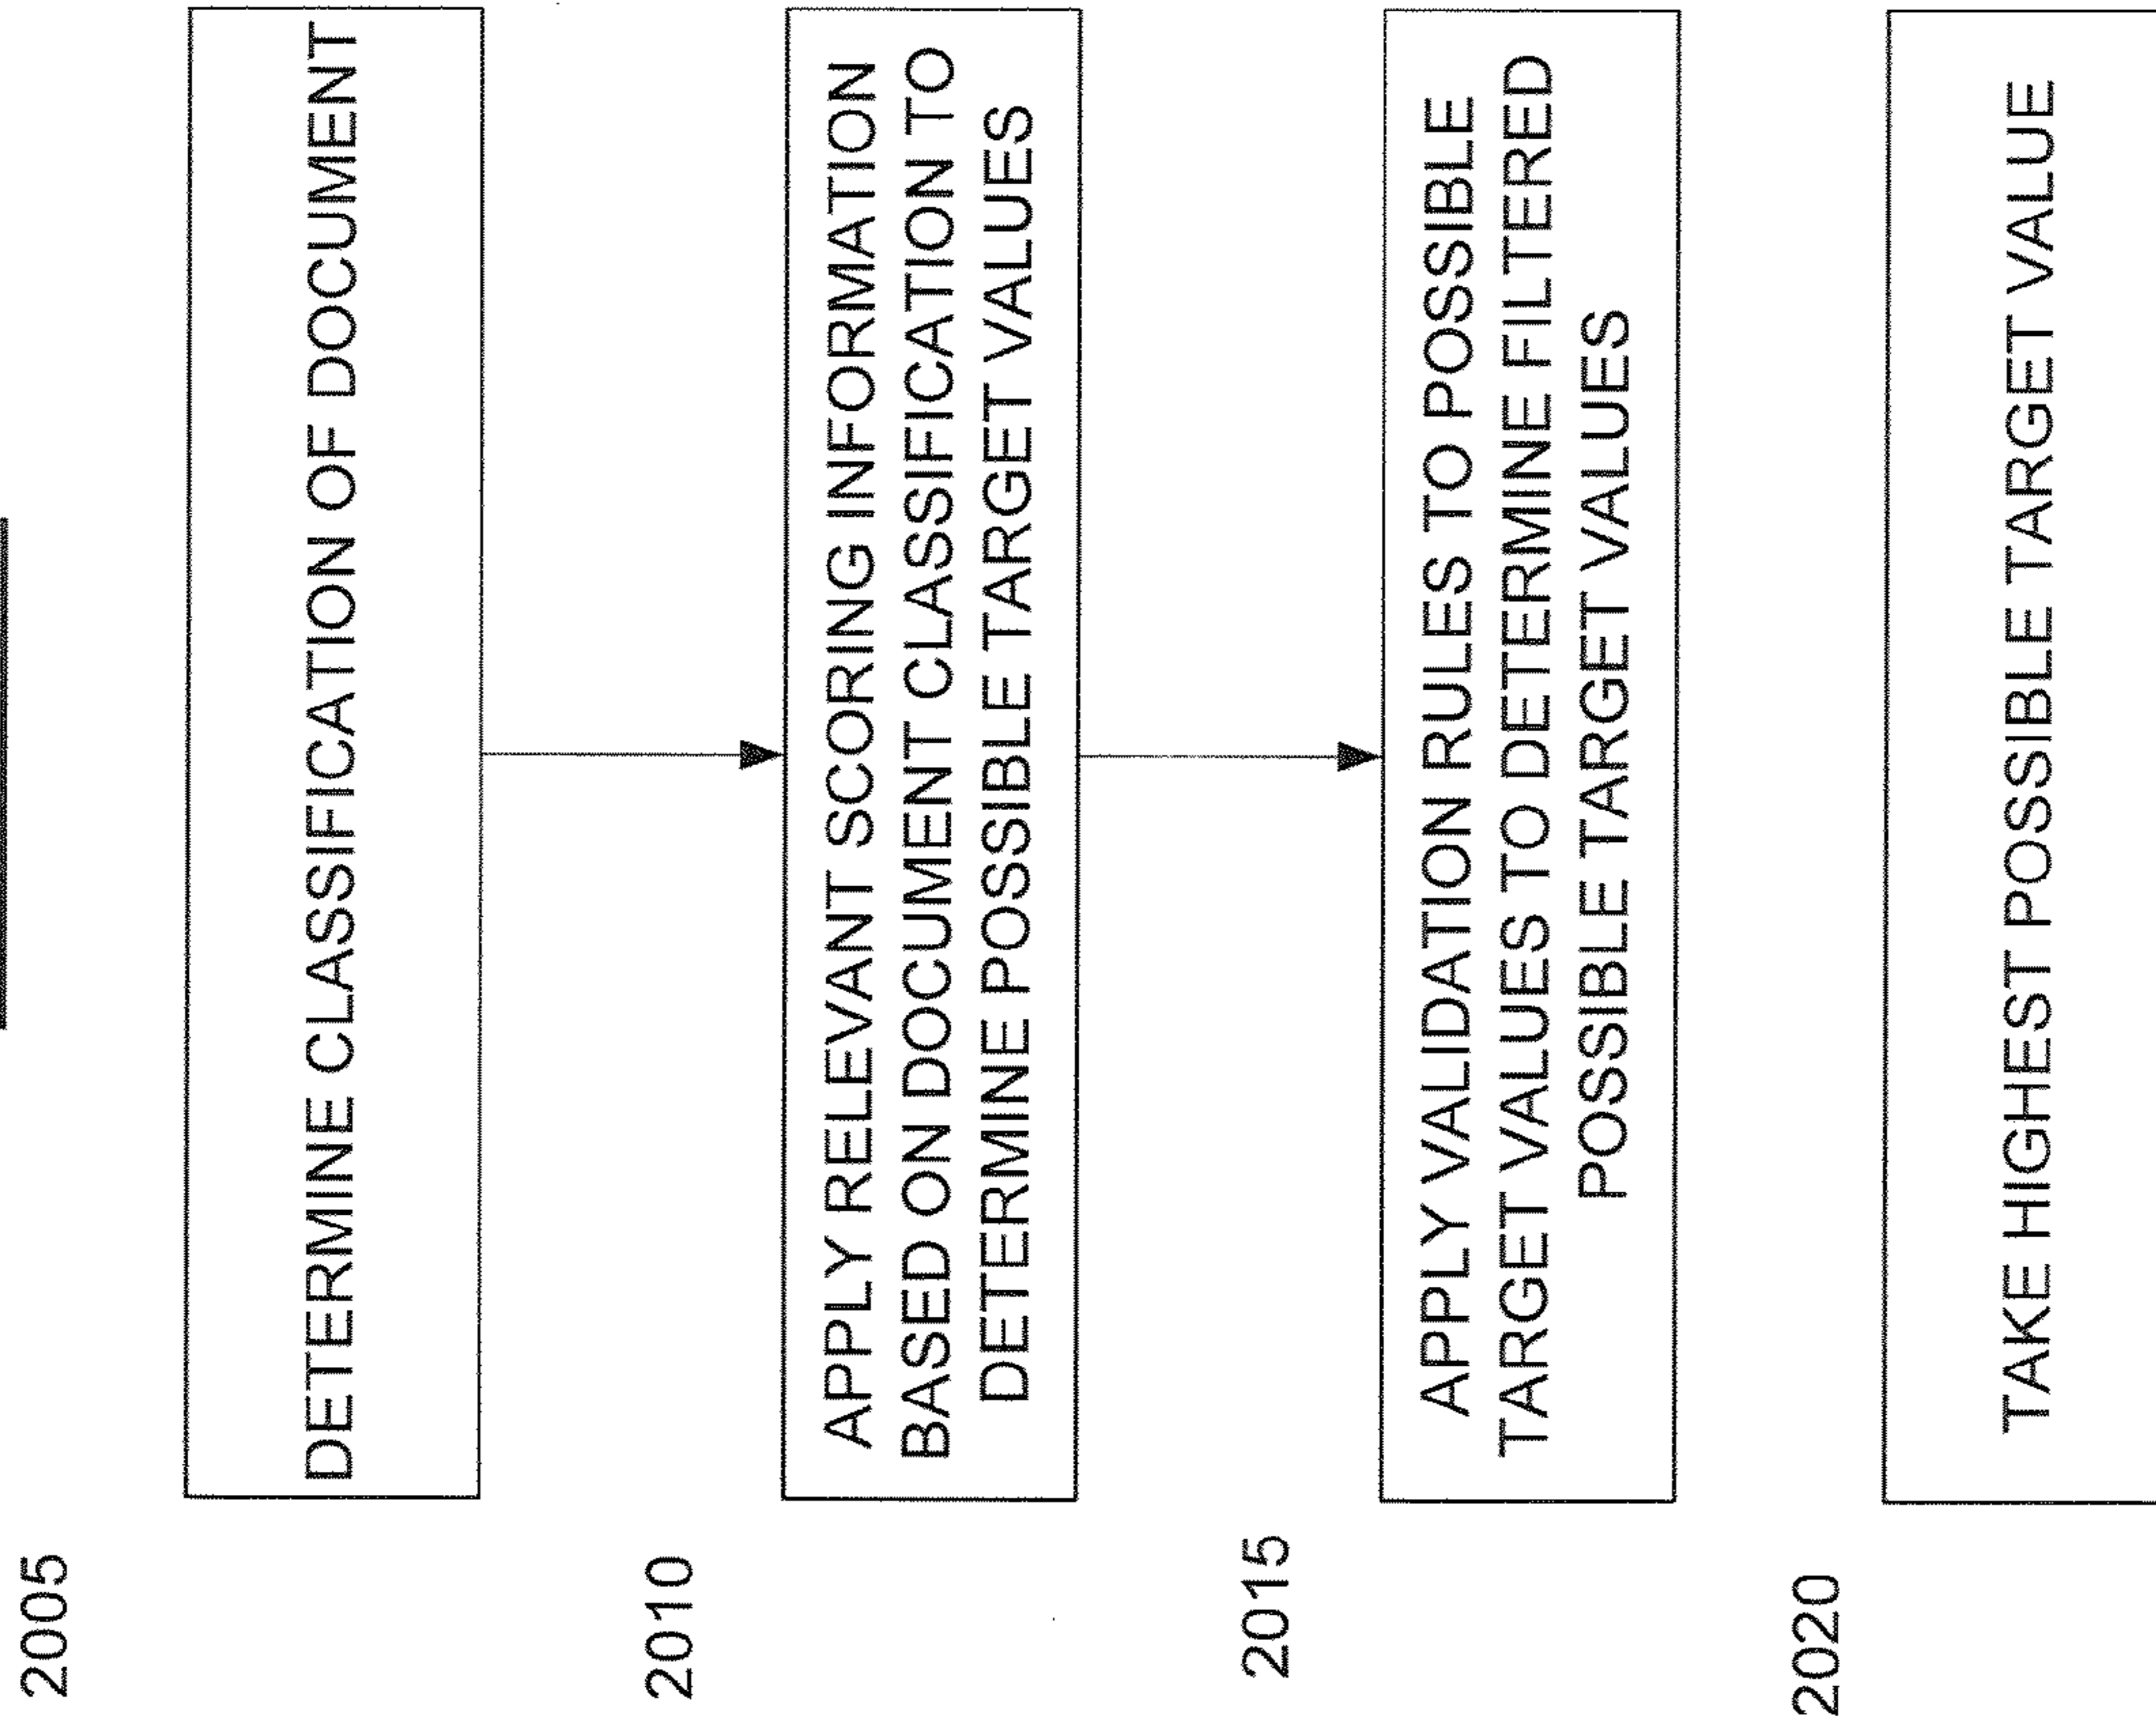 2005
DETERMINE CLASSIFICATION OF DOCUMENT
2010
APPLY RELEVANT SCORING INFORMATION
BASED ON DOCUMENT CLASSIFICATION TO
DETERMINE POSSIBLE TARGET VALUES
2015
APPLY VALIDATION RULES TO POSSIBLE
TARGET VALUES TO DETERMINE FILTERED
POSSIBLE TARGET VALUES
2020
TAKE HIGHEST POSSIBLE TARGET VALUE